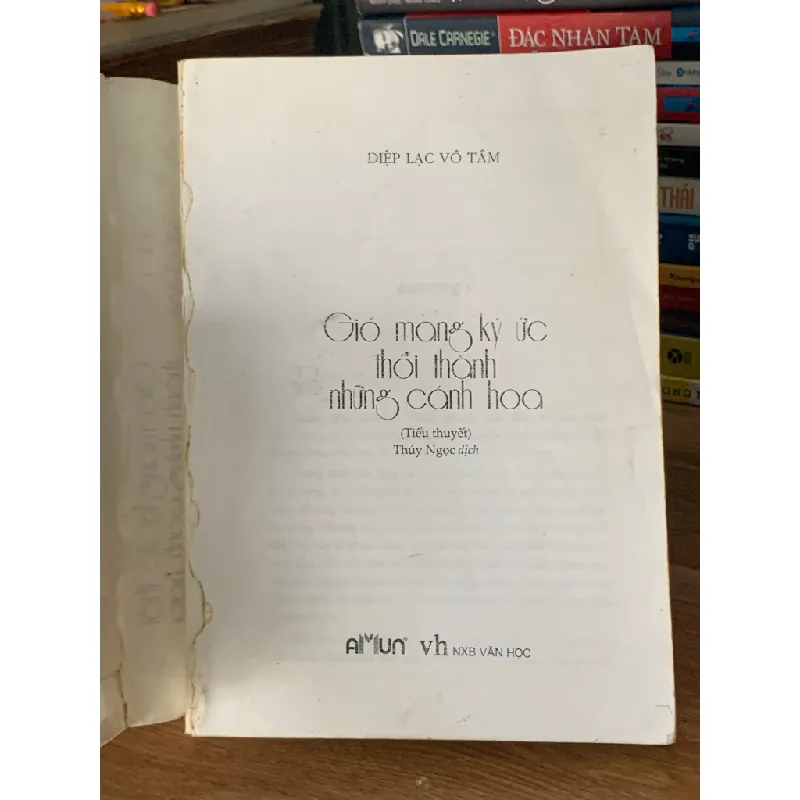 DALE CARNEGIE ĐẮC NHÂN TÂM
THÁI
DIỆP LẠC VÔ TÂM
Gió mang ký ức
thổi thành
những cánh hoa
(Tiểu thuyết)
Thúy Ngọc dịch
AMUN vh NXB VĂN HỌC